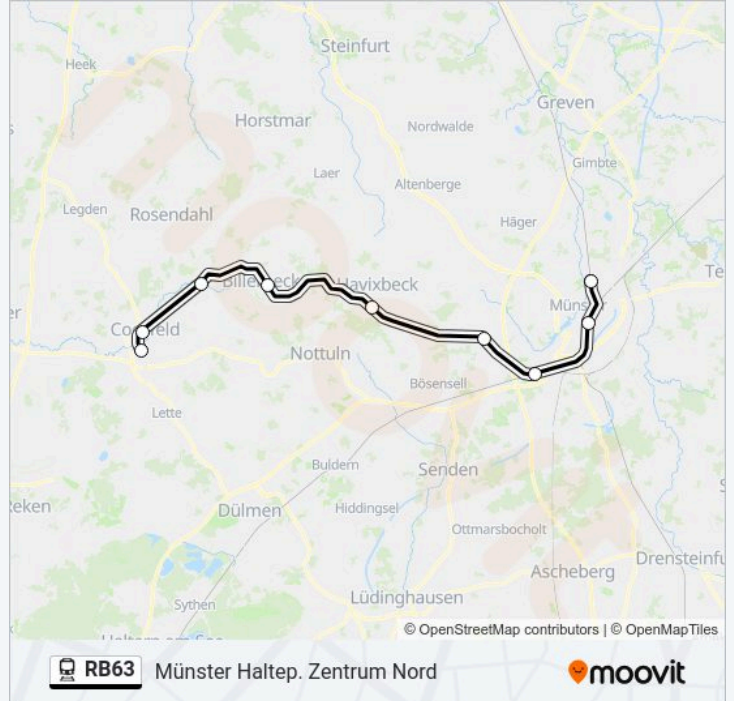 Steinfurt
Heek
Greven
Horstmar
Nordwalde
Gimbte
Laer
Altenberge
Legden
Rosendahl
Häger
Havixbeck
Nottuln
Bösensell
Lette
Buldern
Senden
Dülmen
Hiddingsel
Ottmarsbocholt
Ascheberg
Drensteinfu
Sythen
Lüdinghausen
© OpenStreetMap contributors | © OpenMapTiles
RB63 Münster Haltep. Zentrum Nord
moovit